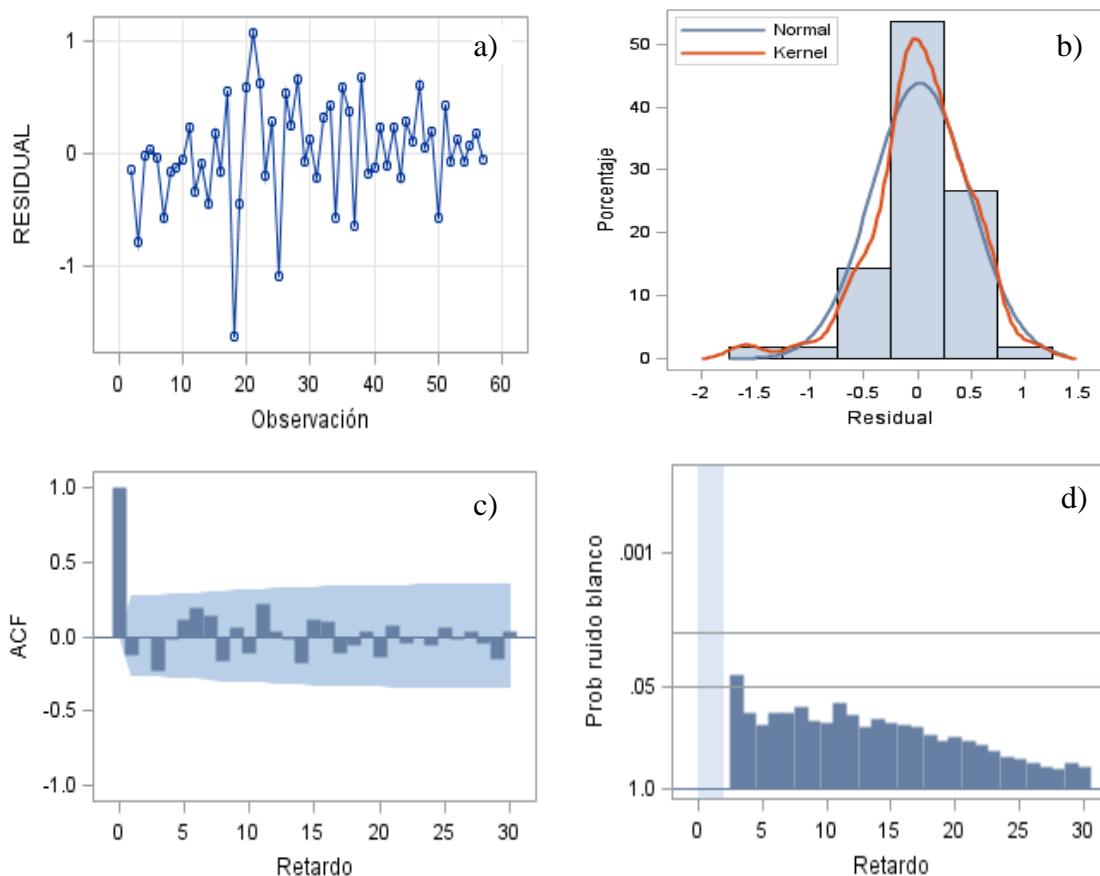 a)
RESIDUAL
1
0
-1
0 10 20 30 40 50 60
Observación
b)
Normal
Kernel
Porcentaje
50
40
30
20
10
0
-2 -1.5 -1 -0.5 0 0.5 1 1.5
Residual
c)
ACF
1.0
0.5
0.0
-0.5
-1.0
0 5 10 15 20 25 30
Retardo
d)
Prob ruido blanco
.001
.05
1.0
0 5 10 15 20 25 30
Retardo